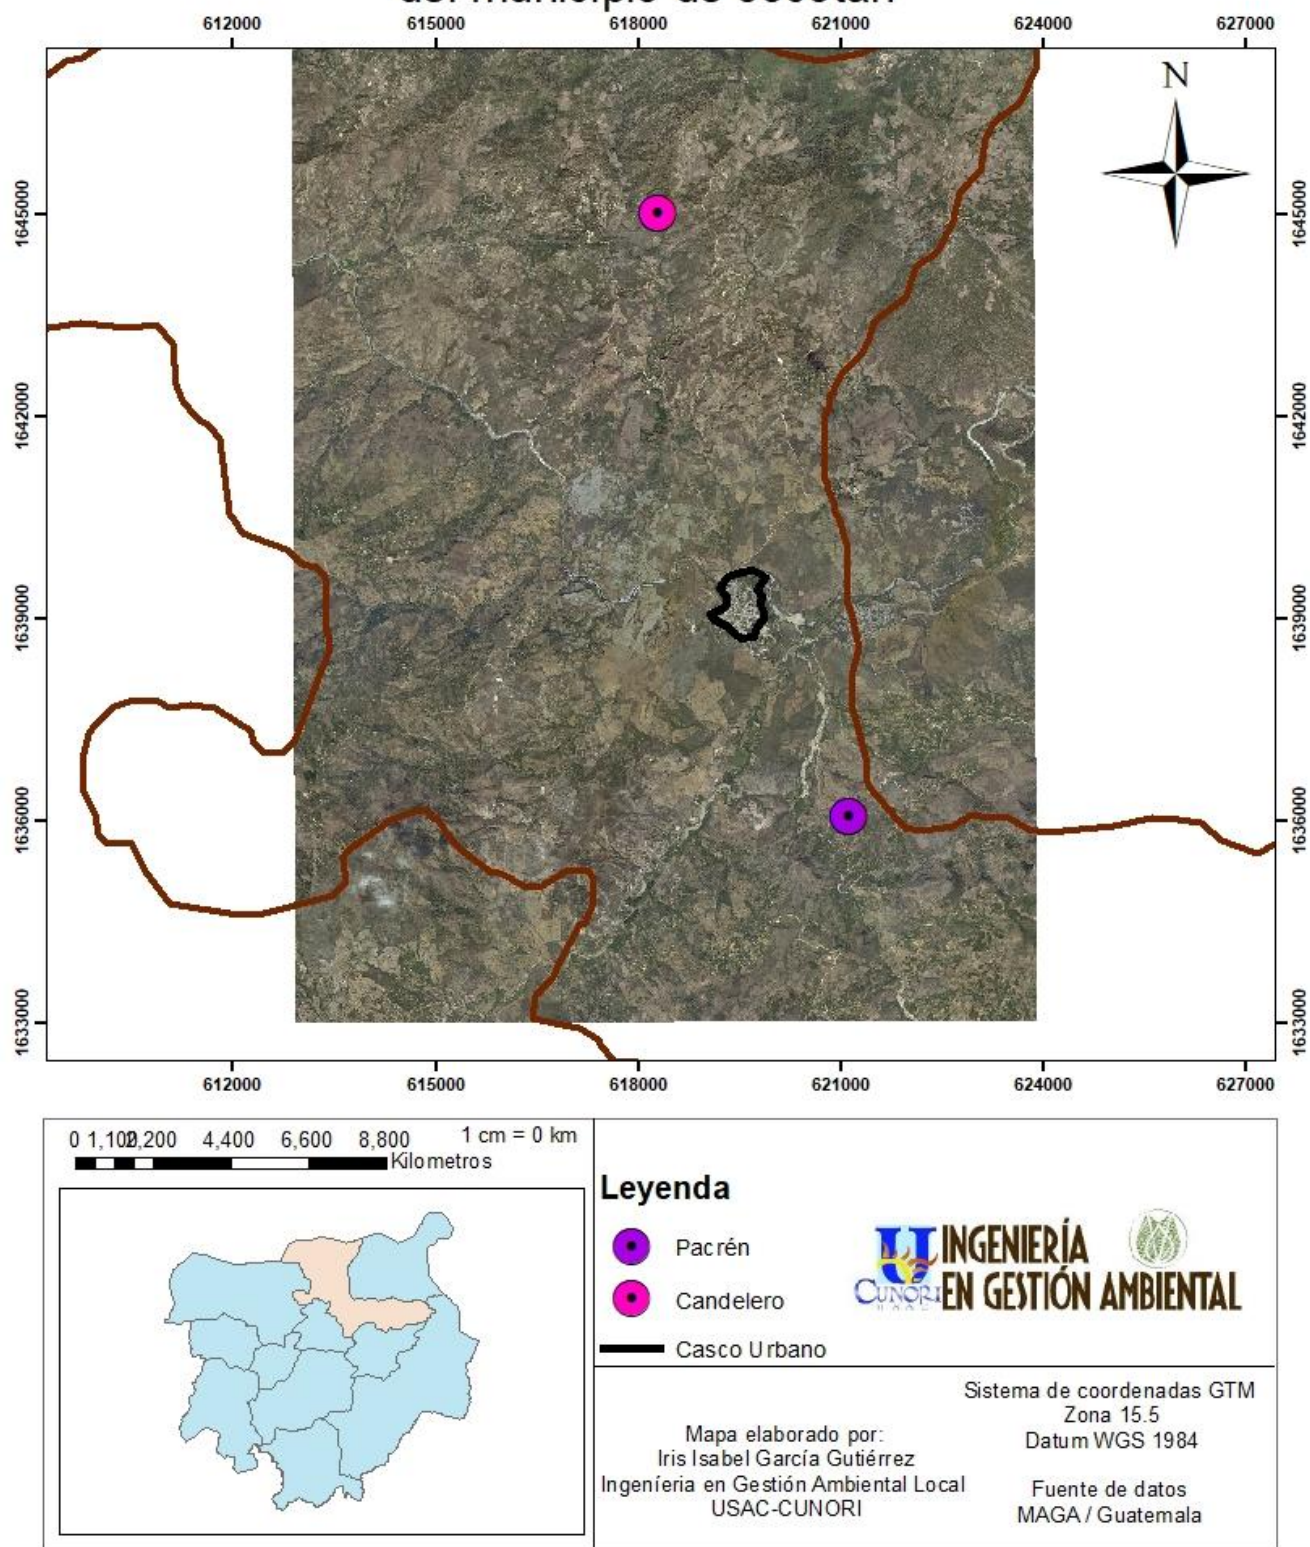 del municipio de Jocotán
612000 615000 618000 621000 624000 627000
N
1645000 1645000
1642000 1642000
1639000 1639000
1636000 1636000
1633000 1633000
612000 615000 618000 621000 624000 627000
0 1,100 2,200 4,400 6,600 8,800 1 cm = 0 km
Kilometros
Leyenda
Pacrén
Candelero
Casco Urbano
CUNORI
INGENIERÍA
EN GESTIÓN AMBIENTAL
Mapa elaborado por:
Iris Isabel García Gutiérrez
Ingeníeria en Gestión Ambiental Local
USAC-CUNORI
Sistema de coordenadas GTM
Zona 15.5
Datum WGS 1984
Fuente de datos
MAGA / Guatemala